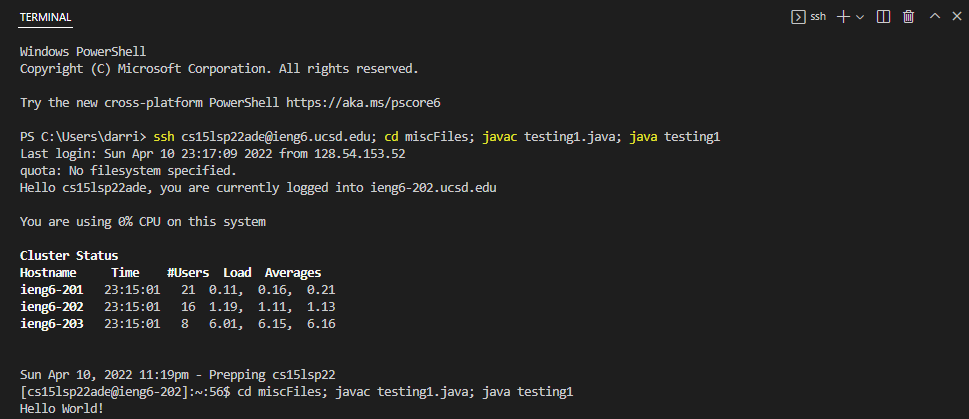 TERMINAL
ssh
Windows PowerShell
Copyright (C) Microsoft Corporation. All rights reserved.
Try the new cross-platform PowerShell https://aka.ms/pscore6
PS C:\Users\darri> ssh cs15lsp22ade@ieng6.ucsd.edu; cd miscFiles; javac testing1.java; java testing1
Last login: Sun Apr 10 23:17:09 2022 from 128.54.153.52
quota: No filesystem specified.
Hello cs15lsp22ade, you are currently logged into ieng6-202.ucsd.edu
You are using 0% CPU on this system
Cluster Status
Hostname     Time    #Users  Load  Averages
ieng6-201   23:15:01   21  0.11,  0.16,  0.21
ieng6-202   23:15:01   16  1.19,  1.11,  1.13
ieng6-203   23:15:01   8   6.01,  6.15,  6.16
Sun Apr 10, 2022 11:19pm - Prepping cs15lsp22
[cs15lsp22ade@ieng6-202]:~:56$ cd miscFiles; javac testing1.java; java testing1
Hello World!